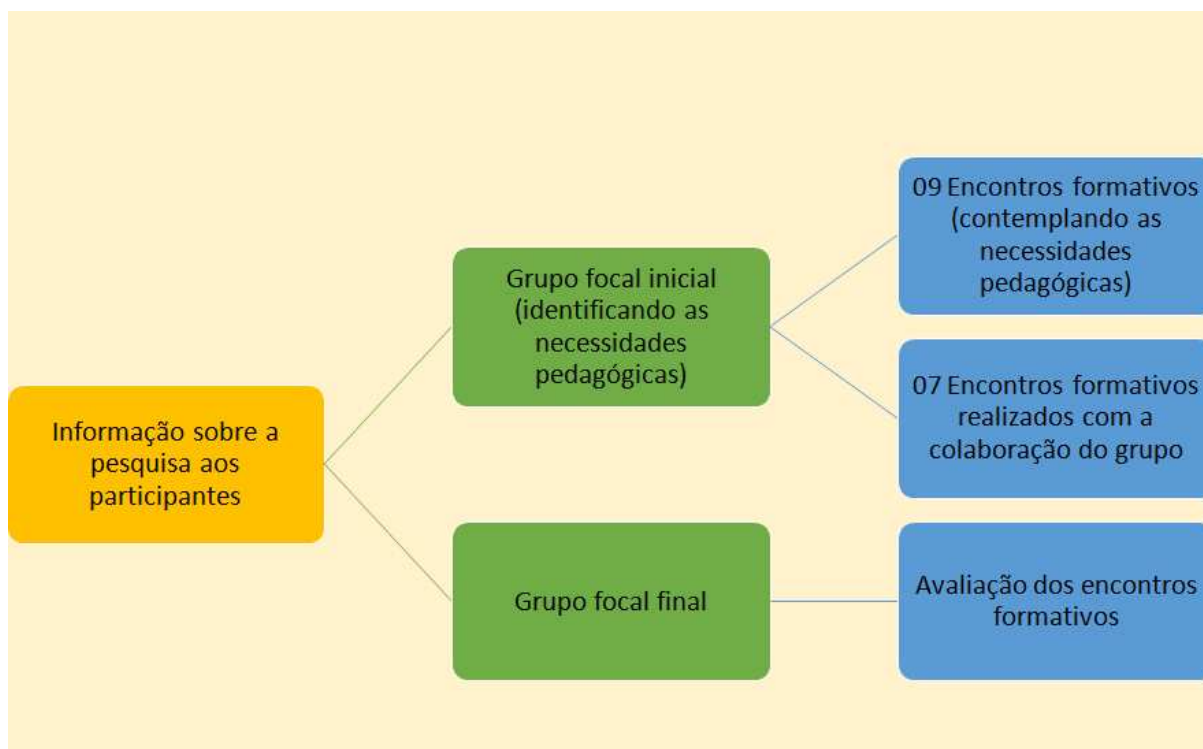 Informação sobre a
pesquisa aos
participantes
Grupo focal inicial
(identificando as
necessidades
pedagógicas)
Grupo focal final
09 Encontros formativos
(contemplando as
necessidades
pedagógicas)
07 Encontros formativos
realizados com a
colaboração do grupo
Avaliação dos encontros
formativos